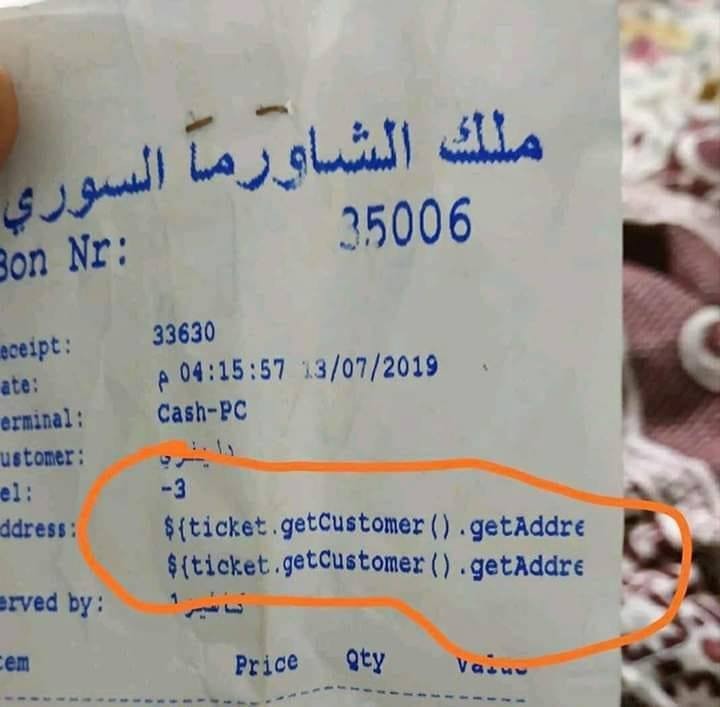 ملك الشاورما السوري
Bon Nr: 35006
eceipt: 33630
ate: م 04:15:57 13/07/2019
erminal: Cash-PC
ustomer:
el: -3
ddress: ${ticket.getCustomer().getAddre
${ticket.getCustomer().getAddre
erved by:
tem Price Qty Value